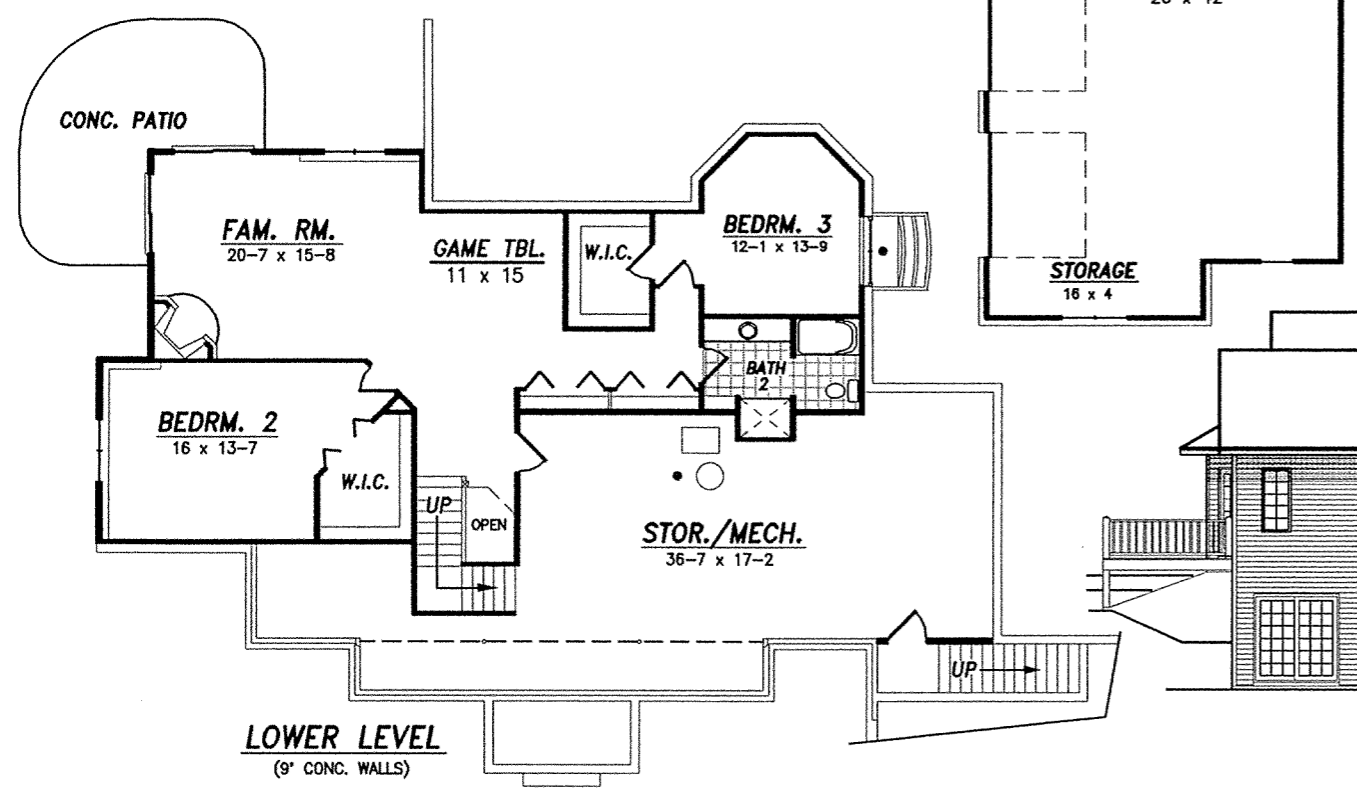 CONC. PATIO
FAM. RM.
20-7 x 15-8
GAME TBL.
11 x 15
W.I.C.
BEDRM. 3
12-1 x 13-9
STORAGE
16 x 4
BATH
2
BEDRM. 2
16 x 13-7
W.I.C.
UP
OPEN
STOR./MECH.
36-7 x 17-2
UP
LOWER LEVEL
(9' CONC. WALLS)